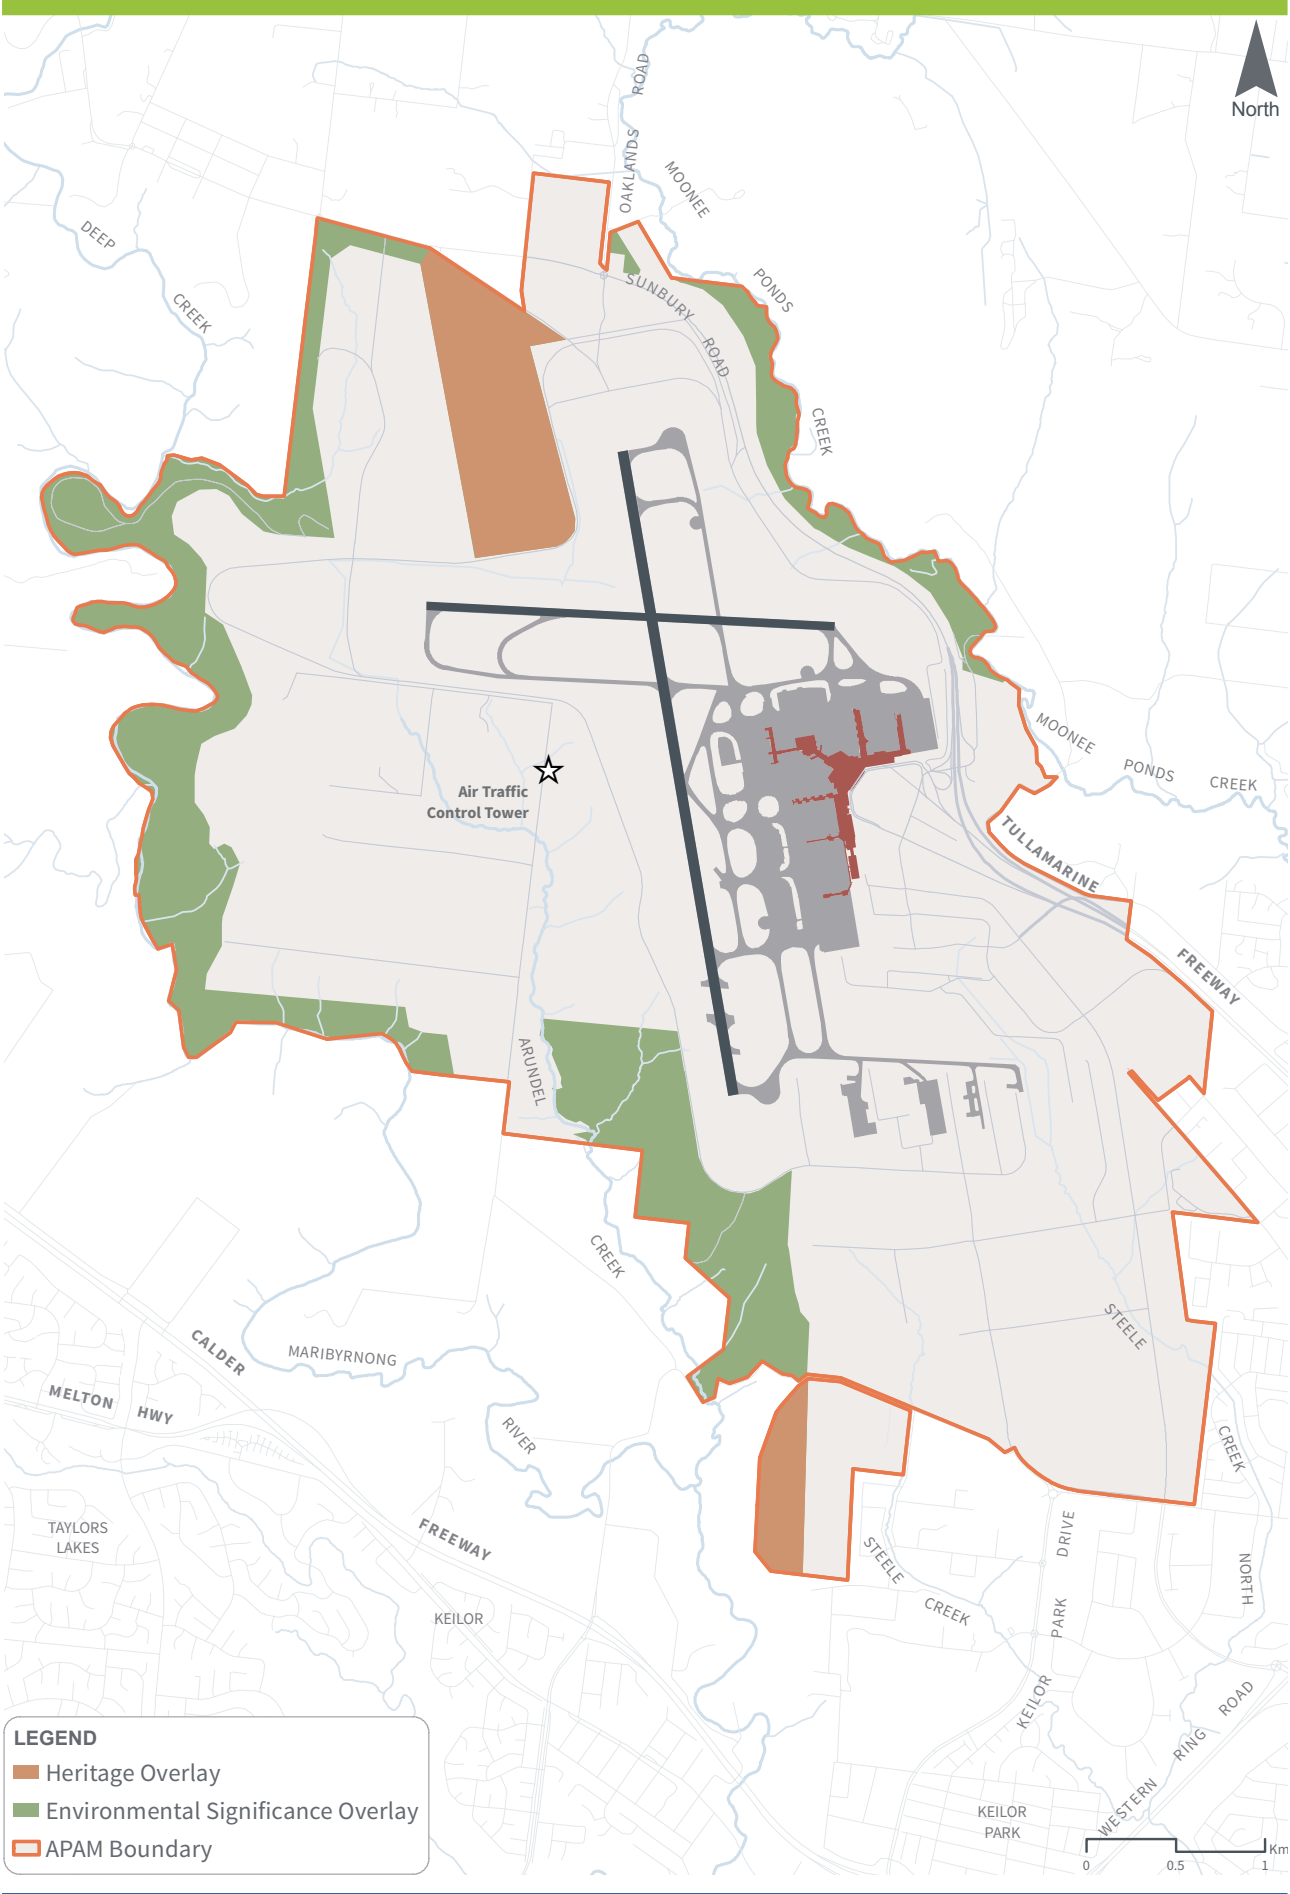 North
OAKLANDS ROAD
MOONEE
PONDS
CREEK
DEEP
CREEK
SUNBURY
ROAD
MOONEE
PONDS
CREEK
Air Traffic
Control Tower
TULLAMARINE
FREEWAY
ARUNDEL
CREEK
STEELE
CREEK
NORTH
CALDER
FREEWAY
MELTON
HWY
MARIBYRNONG
RIVER
TAYLORS
LAKES
KEILOR
STEELE
CREEK
KEILOR
PARK
DRIVE
KEILOR
PARK
WESTERN
RING
ROAD
LEGEND
Heritage Overlay
Environmental Significance Overlay
APAM Boundary
0
0.5
1
Km